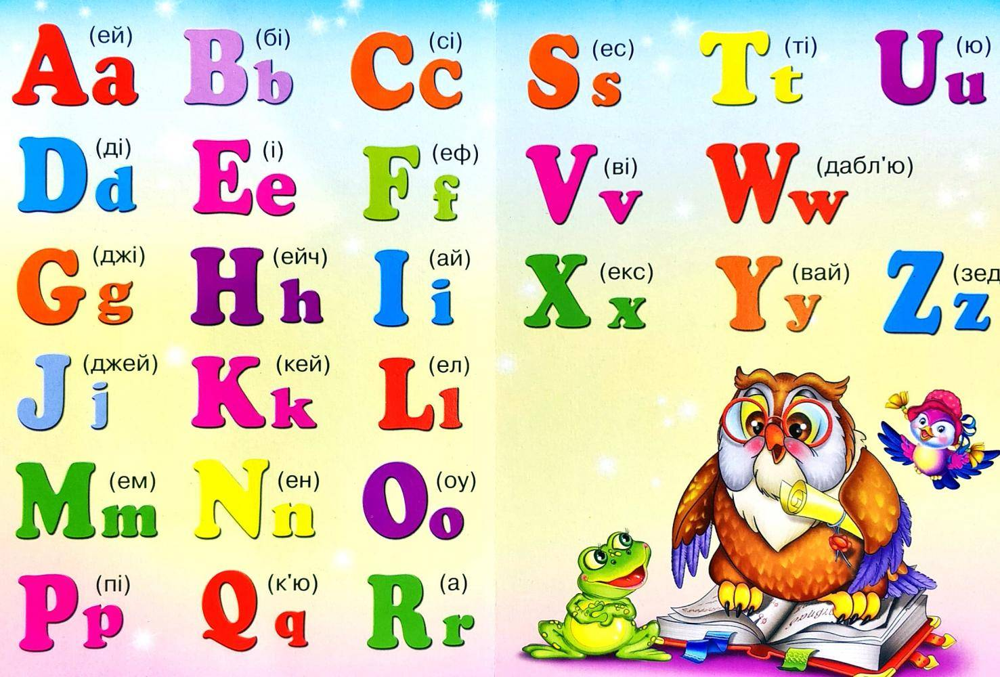 Aa (ей) Bb (бі) Cc (сі)
Dd (ді) Ee (і) Ff (еф)
Gg (джі) Hh (ейч) Ii (ай)
Jj (джей) Kk (кей) Ll (ел)
Mm (ем) Nn (ен) Oo (оу)
Pp (пі) Qq (к'ю) Rr (а)
Ss (ес) Tt (ті) Uu (ю)
Vv (ві) Ww (дабл'ю)
Xx (екс) Yy (вай) Zz (зед